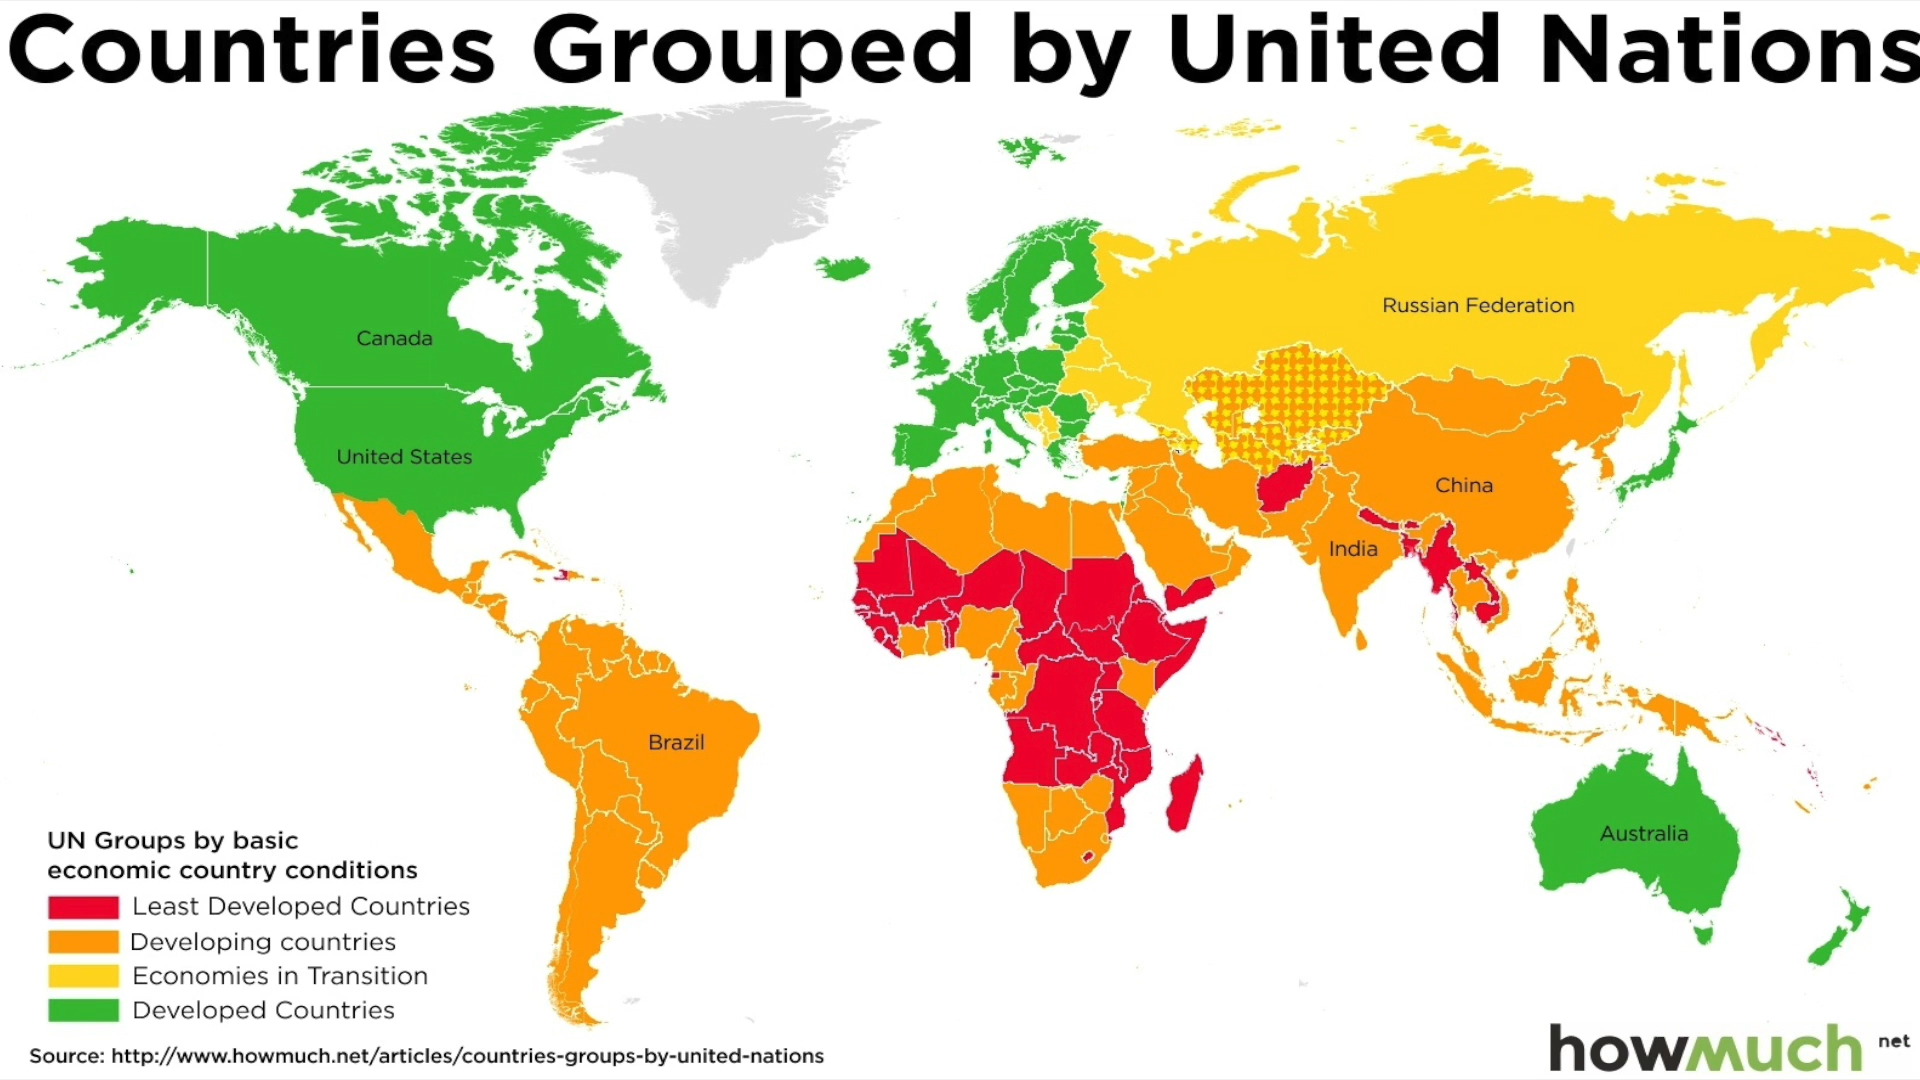 Countries Grouped by United Nations
Canada
Russian Federation
United States
China
India
Brazil
Australia
UN Groups by basic
economic country conditions
Least Developed Countries
Developing countries
Economies in Transition
Developed Countries
Source: http://www.howmuch.net/articles/countries-groups-by-united-nations
howmuch net